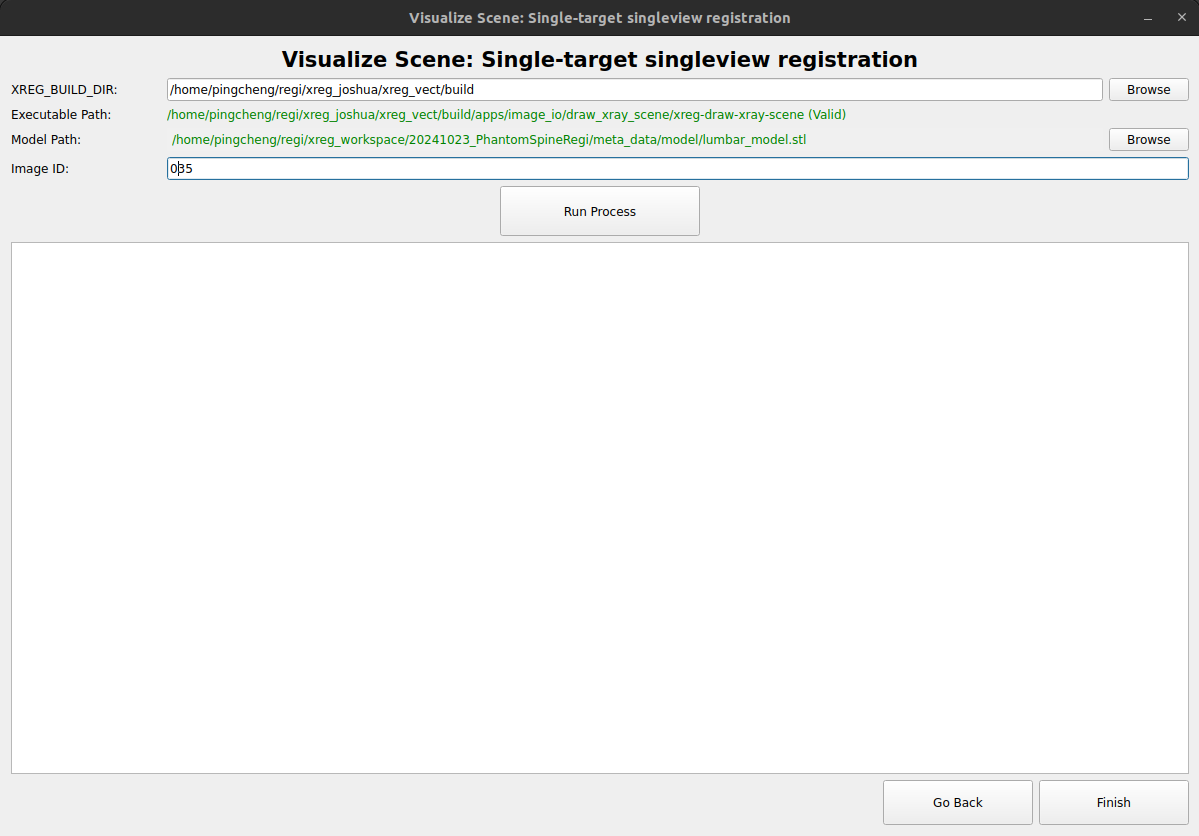 Visualize Scene: Single-target singleview registration
Visualize Scene: Single-target singleview registration
XREG_BUILD_DIR: /home/pingcheng/regi/xreg_joshua/xreg_vect/build Browse
Executable Path: /home/pingcheng/regi/xreg_joshua/xreg_vect/build/apps/image_io/draw_xray_scene/xreg-draw-xray-scene (Valid)
Model Path: /home/pingcheng/regi/xreg_workspace/20241023_PhantomSpineRegi/meta_data/model/lumbar_model.stl Browse
Image ID: 035
Run Process
Go Back Finish